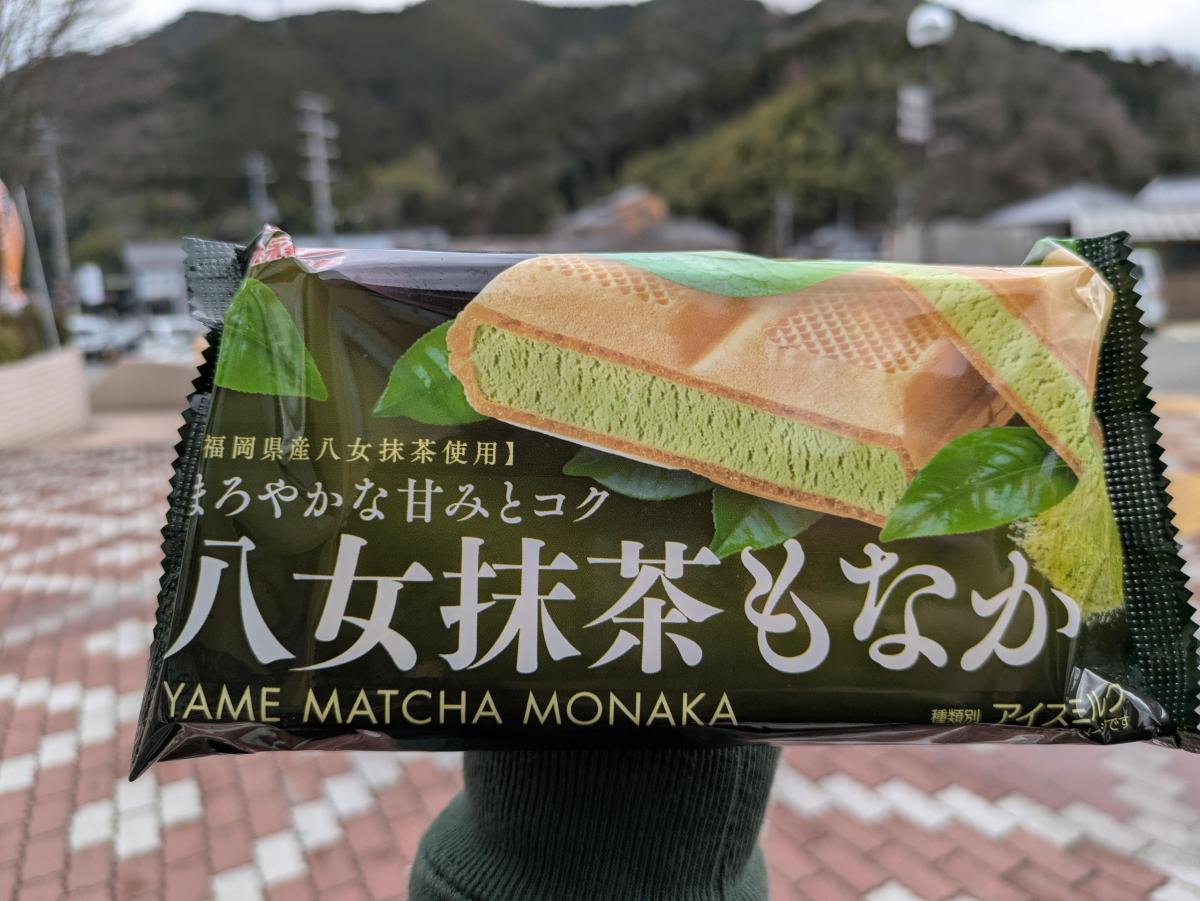 福岡県産八女抹茶使用】
まろやかな甘みとコク
八女抹茶もなか
YAME MATCHA MONAKA
種類別 アイスミルク
です